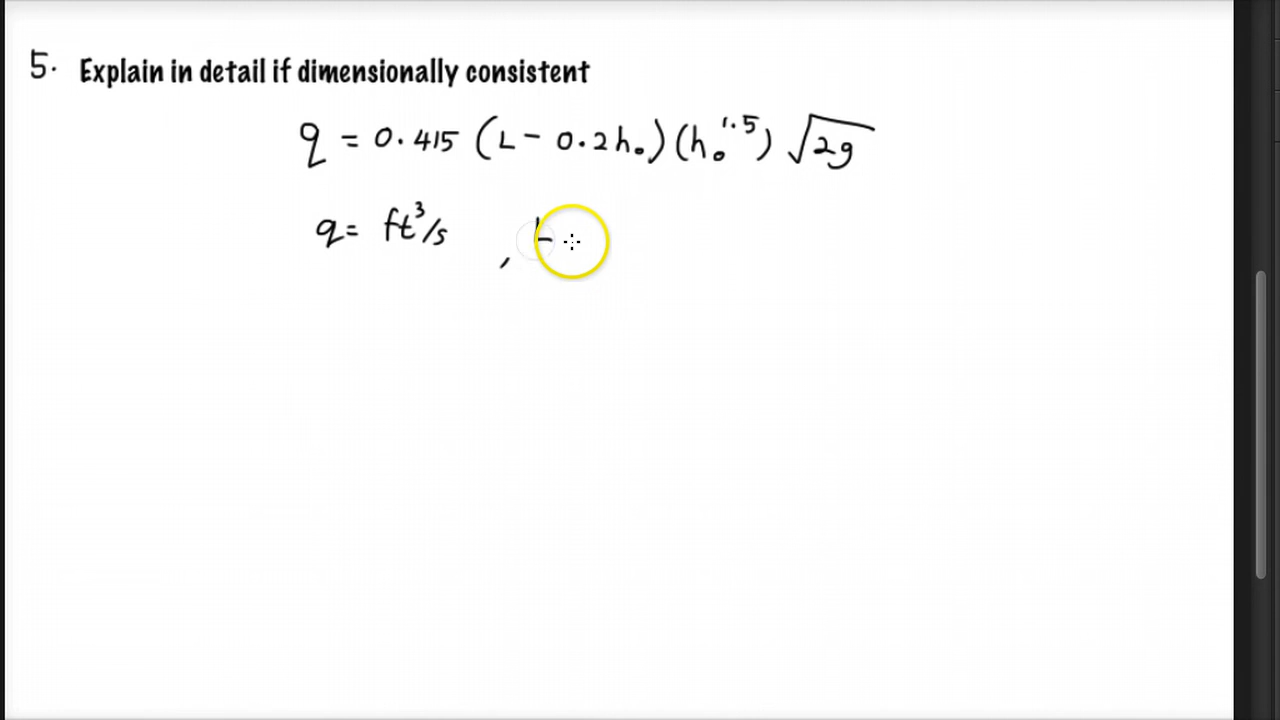 5. Explain in detail if dimensionally consistent
q = 0.415 (L - 0.2h₀)(h₀^1.5) √2g
q = ft³/s ,